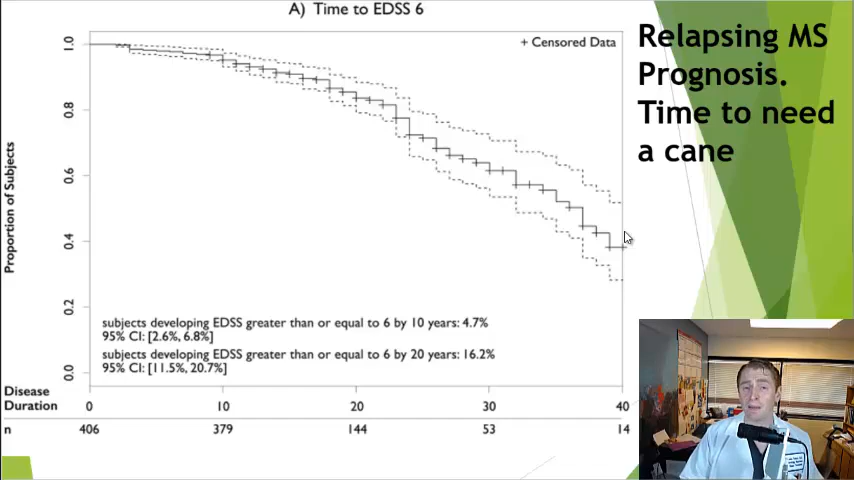 A) Time to EDSS 6
+ Censored Data
Relapsing MS
Prognosis.
Time to need
a cane
Proportion of Subjects
1.0
0.8
0.6
0.4
0.2
0.0
subjects developing EDSS greater than or equal to 6 by 10 years: 4.7%
95% CI: [2.6%, 6.8%]
subjects developing EDSS greater than or equal to 6 by 20 years: 16.2%
95% CI: [11.5%, 20.7%]
Disease
Duration 0 10 20 30 40
n 406 379 144 53 14